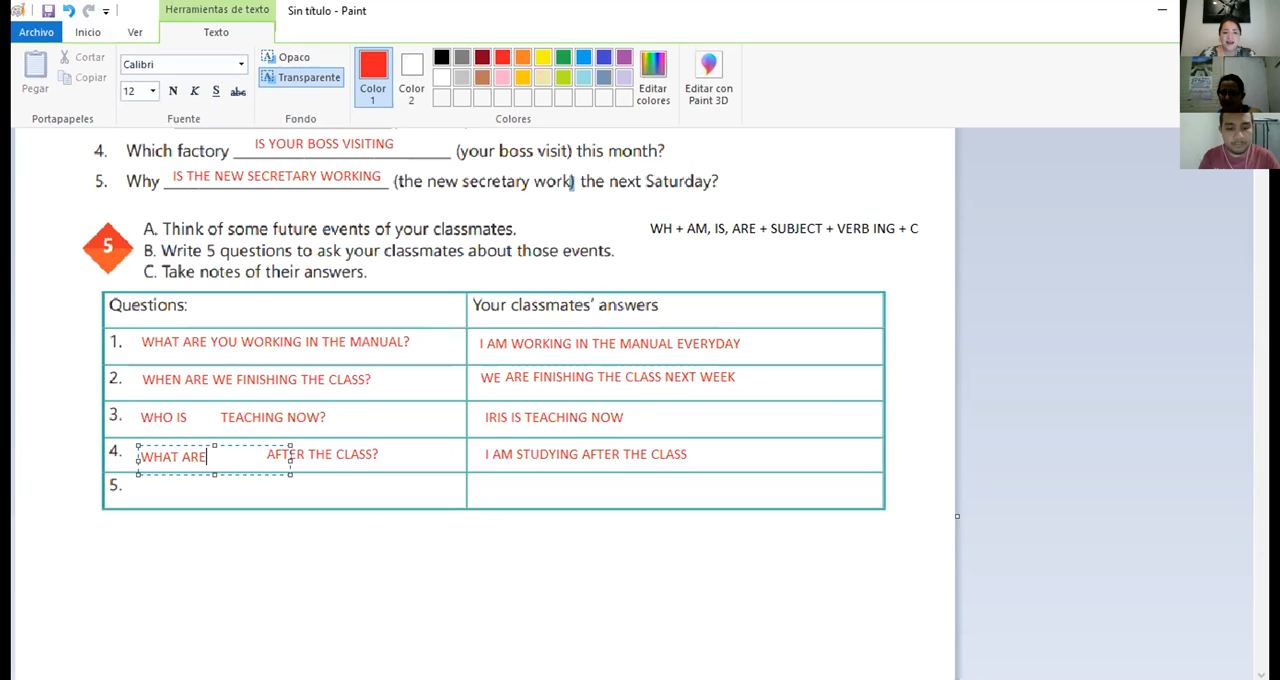 Herramientas de texto
Sin título - Paint
Archivo Inicio Ver Texto
Pegar
Cortar
Copiar
Portapapeles
Calibri
12
N K S abc
Fuente
Opaco
Transparente
Fondo
Color 1
Color 2
Colores
Editar colores
Editar con Paint 3D
4. Which factory IS YOUR BOSS VISITING (your boss visit) this month?
5. Why IS THE NEW SECRETARY WORKING (the new secretary work) the next Saturday?
5
A. Think of some future events of your classmates.
WH + AM, IS, ARE + SUBJECT + VERB ING + C
B. Write 5 questions to ask your classmates about those events.
C. Take notes of their answers.
Questions: Your classmates' answers
1. WHAT ARE YOU WORKING IN THE MANUAL? I AM WORKING IN THE MANUAL EVERYDAY
2. WHEN ARE WE FINISHING THE CLASS? WE ARE FINISHING THE CLASS NEXT WEEK
3. WHO IS TEACHING NOW? IRIS IS TEACHING NOW
4. WHAT ARE AFTER THE CLASS? I AM STUDYING AFTER THE CLASS
5.